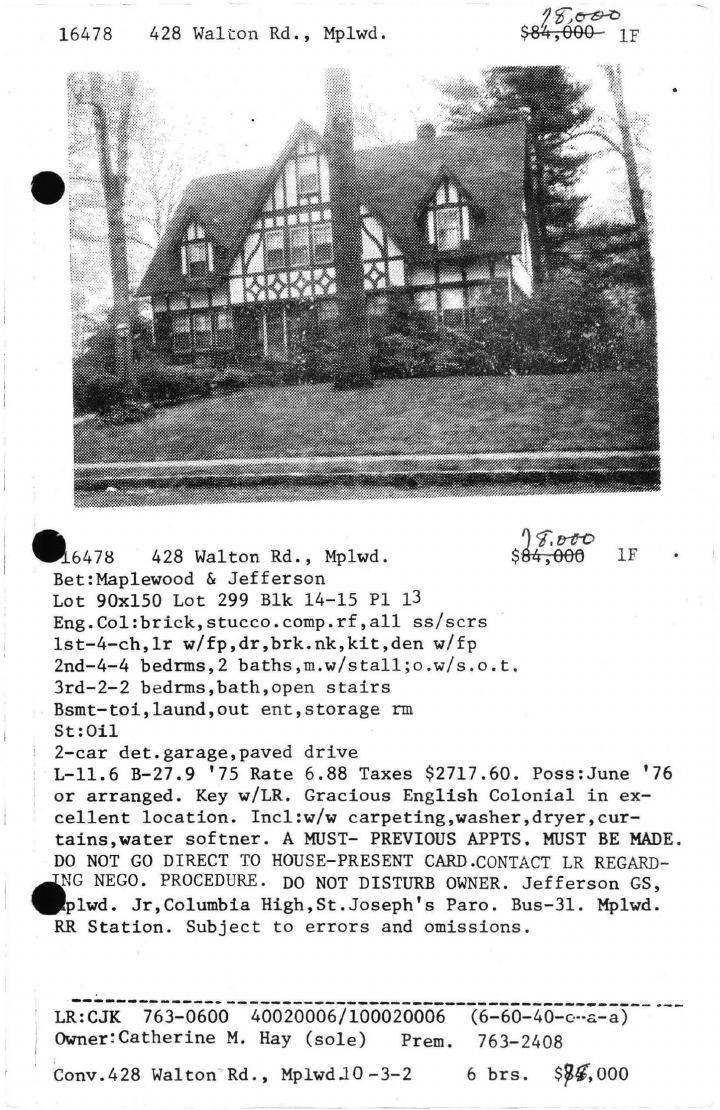 78,000
16478 428 Walton Rd., Mplwd. $84,000 1F
78.000
16478 428 Walton Rd., Mplwd. $84,000 1F
Bet:Maplewood & Jefferson
Lot 90x150 Lot 299 Blk 14-15 Pl 13
Eng.Col:brick,stucco.comp.rf,all ss/scrs
1st-4-ch,lr w/fp,dr,brk.nk,kit,den w/fp
2nd-4-4 bedrms,2 baths,m.w/stall;o.w/s.o.t.
3rd-2-2 bedrms,bath,open stairs
Bsmt-toi,laund,out ent,storage rm
St:Oil
2-car det.garage,paved drive
L-11.6 B-27.9 '75 Rate 6.88 Taxes $2717.60. Poss:June '76
or arranged. Key w/LR. Gracious English Colonial in ex-
cellent location. Incl:w/w carpeting,washer,dryer,cur-
tains,water softner. A MUST- PREVIOUS APPTS. MUST BE MADE.
DO NOT GO DIRECT TO HOUSE-PRESENT CARD.CONTACT LR REGARD-
ING NEGO. PROCEDURE. DO NOT DISTURB OWNER. Jefferson GS,
Mplwd. Jr,Columbia High,St.Joseph's Paro. Bus-31. Mplwd.
RR Station. Subject to errors and omissions.
LR:CJK 763-0600 40020006/100020006 (6-60-40-c-a-a)
Owner:Catherine M. Hay (sole) Prem. 763-2408
Conv.428 Walton Rd., Mplwd.10-3-2 6 brs. ,000